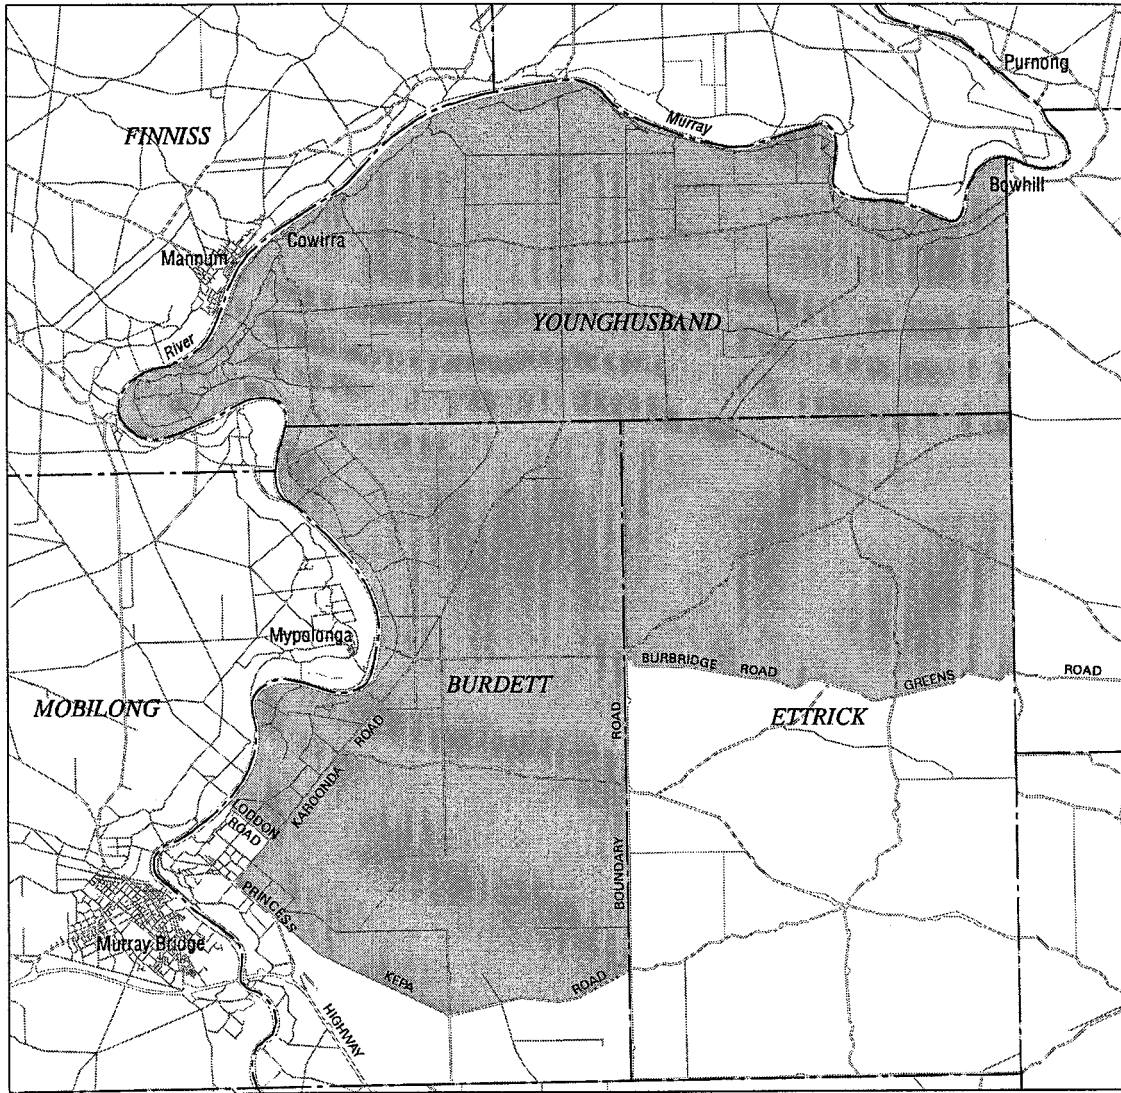 Purnong
Murray
FINNISS
Bowhill
Cowirra
Mannum
YOUNGHUSBAND
River
Mypolonga
BURBRIDGE ROAD
GREENS
ROAD
BURDETT
MOBILONG
ETTRICK
ROAD
ROAD
KAROONDA
LODDON
ROAD
BOUNDARY
PRINCESS
Murray Bridge
KEPA
ROAD
HIGHWAY